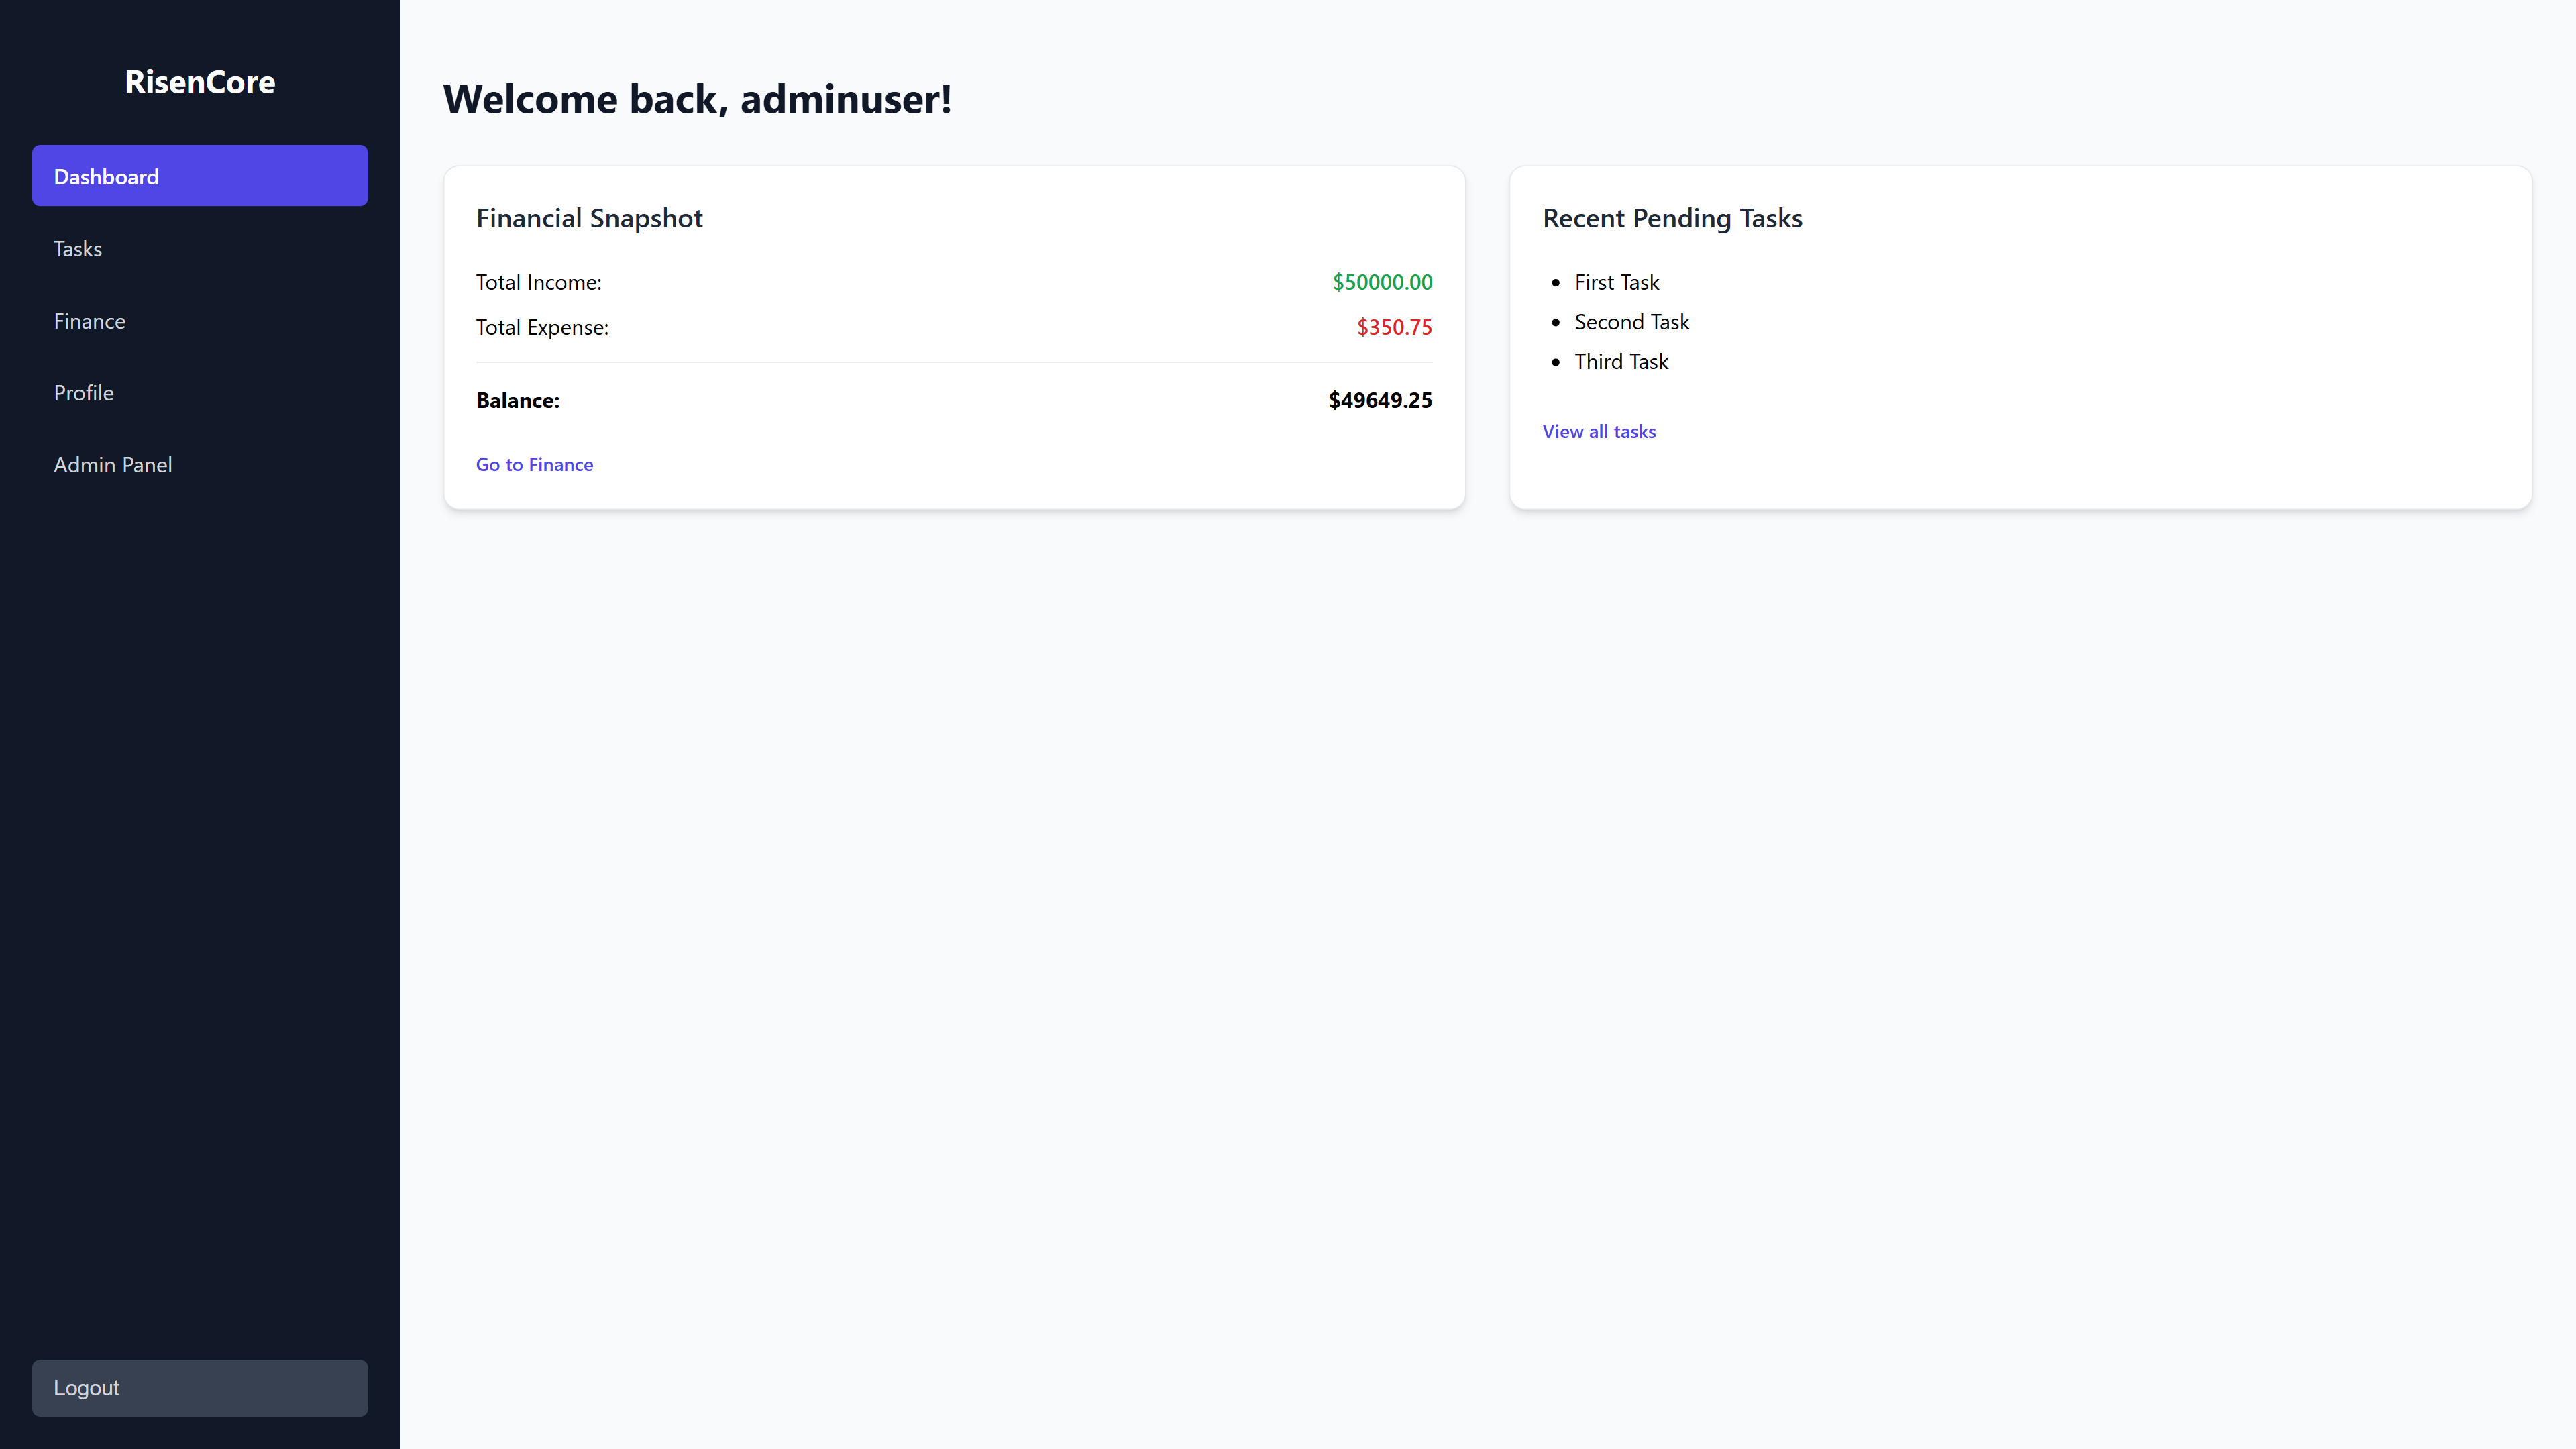 RisenCore
Dashboard
Tasks
Finance
Profile
Admin Panel
Logout
Welcome back, adminuser!
Financial Snapshot
Total Income: $50000.00
Total Expense: $350.75
Balance: $49649.25
Go to Finance
Recent Pending Tasks
First Task
Second Task
Third Task
View all tasks